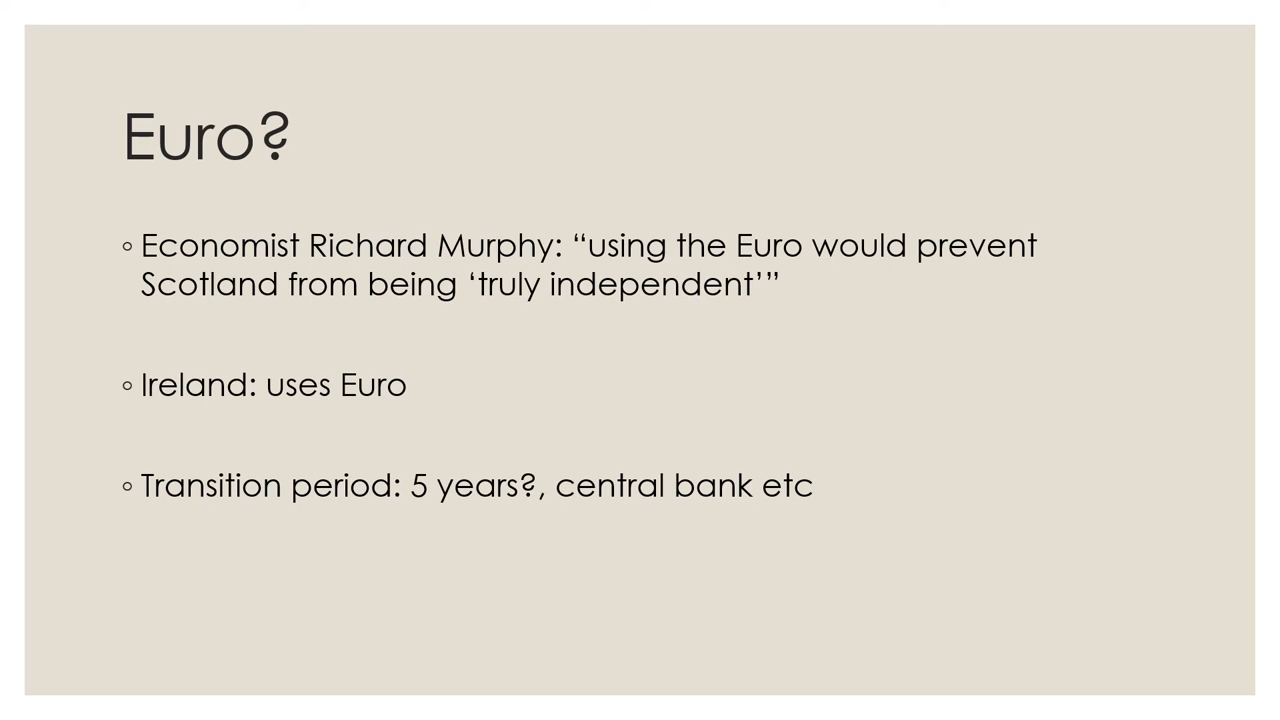 Euro?
◦ Economist Richard Murphy: “using the Euro would prevent
Scotland from being ‘truly independent’”
◦ Ireland: uses Euro
◦ Transition period: 5 years?, central bank etc